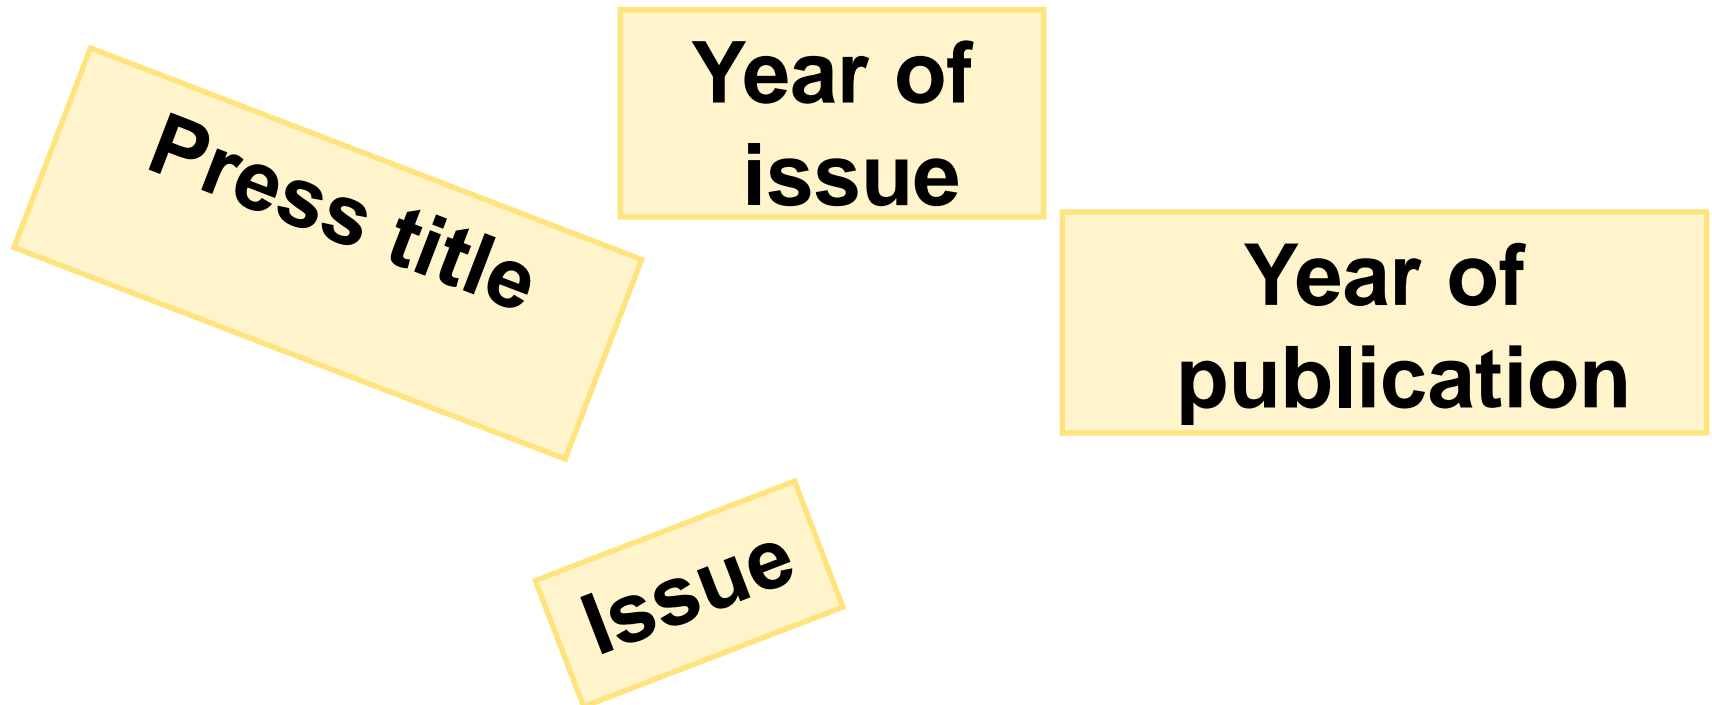 Press title
Year of
issue
Year of
publication
Issue